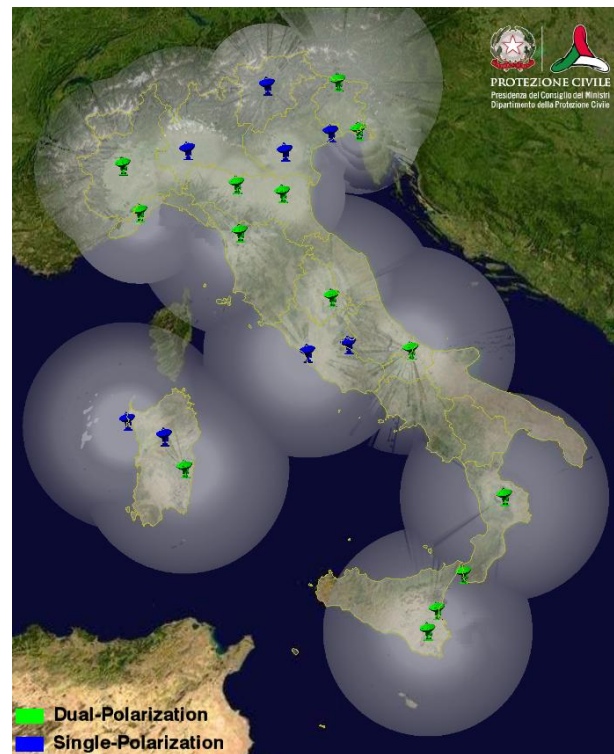 PROTEZIONE CIVILE
Presidenza del Consiglio dei Ministri
Dipartimento della Protezione Civile
Dual-Polarization
Single-Polarization